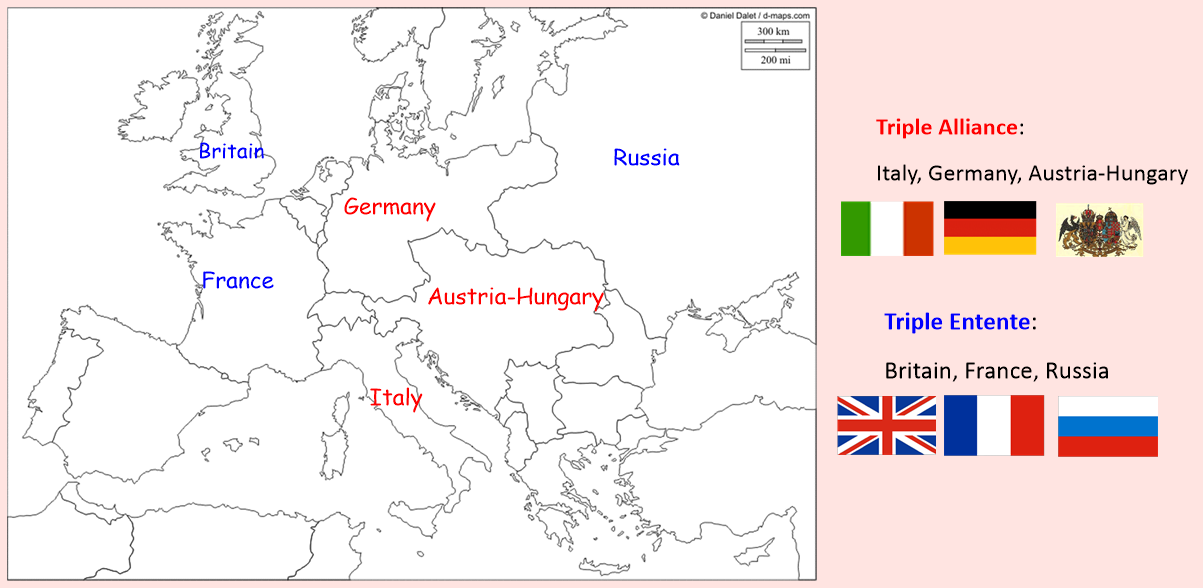 © Daniel Dalet / d-maps.com
300 km
200 mi
Britain
Russia
Germany
France
Austria-Hungary
Italy
Triple Alliance:
Italy, Germany, Austria-Hungary
Triple Entente:
Britain, France, Russia